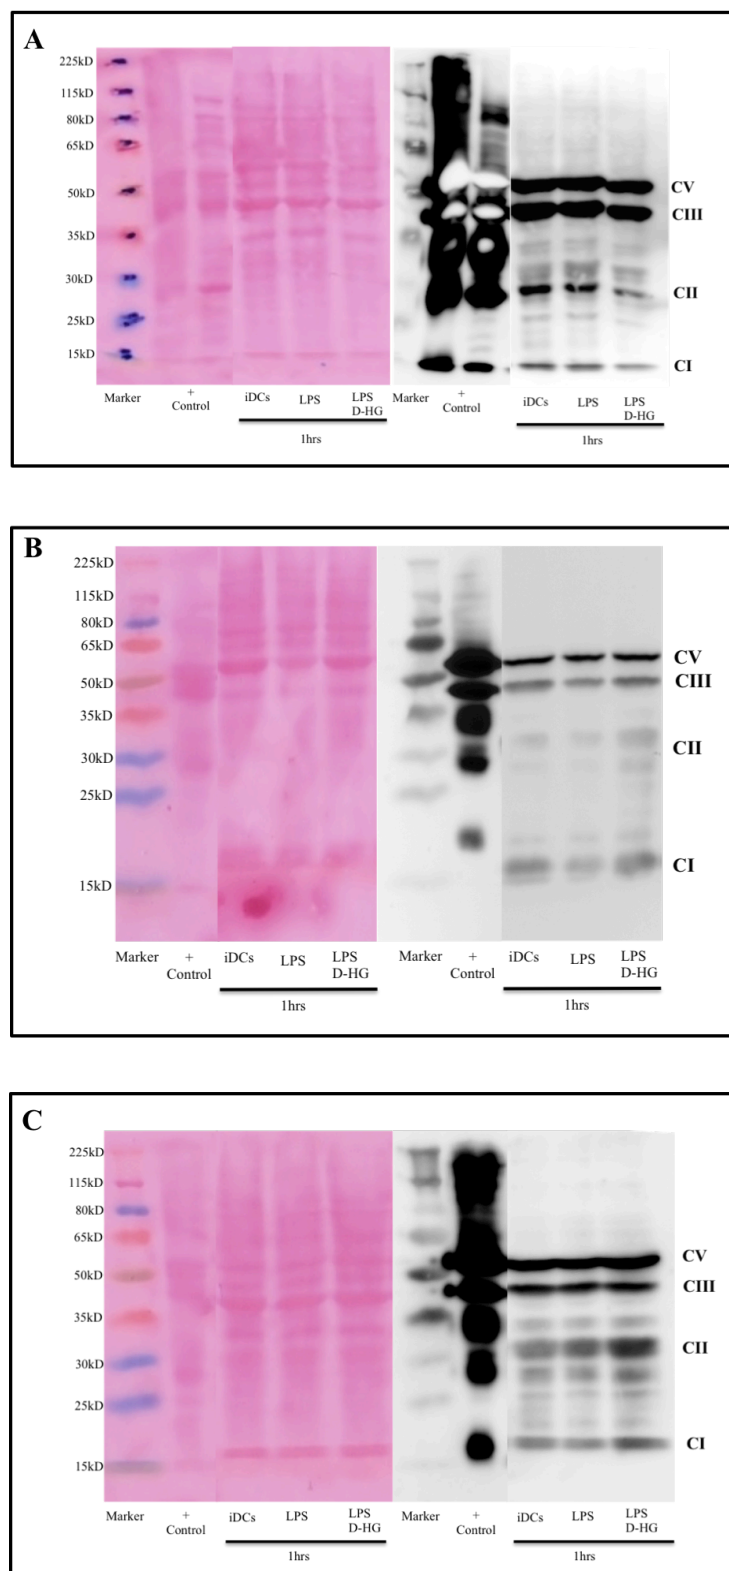 A
225kD
115kD
80kD
65kD
50kD
35kD
30kD
25kD
15kD
CV
CIII
CII
CI
Marker + Control iDCs LPS LPS D-HG Marker + Control iDCs LPS LPS D-HG
1hrs 1hrs
B
225kD
115kD
80kD
65kD
50kD
35kD
30kD
25kD
15kD
CV
CIII
CII
CI
Marker + Control iDCs LPS LPS D-HG Marker + Control iDCs LPS LPS D-HG
1hrs 1hrs
C
225kD
115kD
80kD
65kD
50kD
35kD
30kD
25kD
15kD
CV
CIII
CII
CI
Marker + Control iDCs LPS LPS D-HG Marker + Control iDCs LPS LPS D-HG
1hrs 1hrs